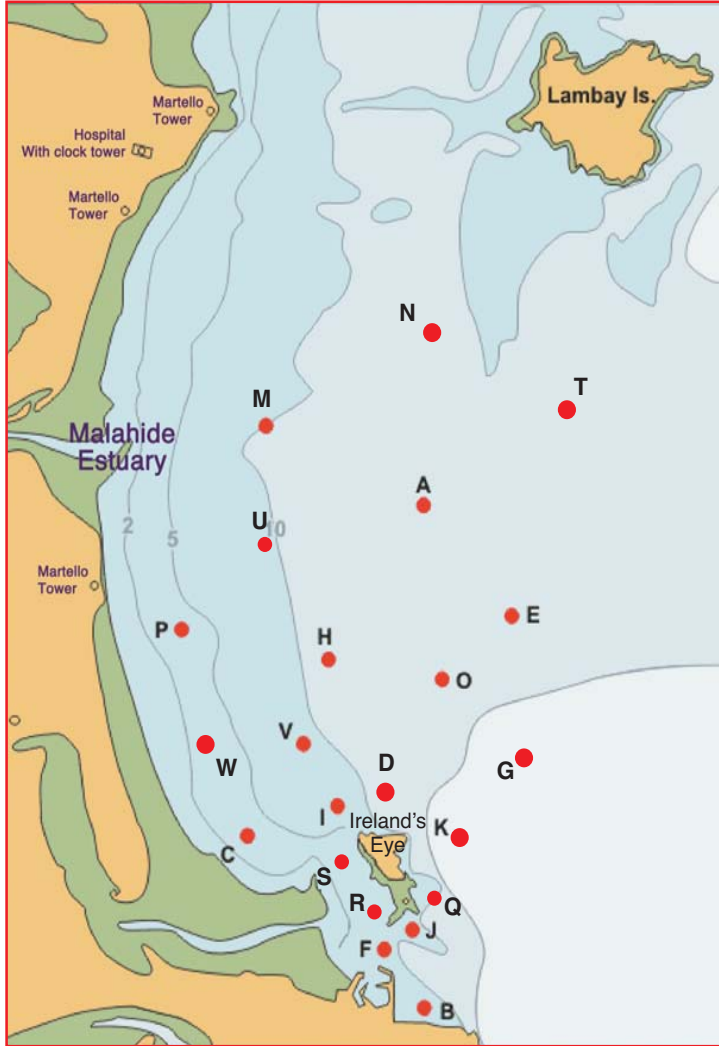 Lambay Is.
Martello
Tower
Hospital
With clock tower
Martello
Tower
N
T
M
Malahide
Estuary
A
2
5
U
10
Martello
Tower
E
P
H
O
V
D
W
G
I
Ireland's
Eye
K
C
S
R
Q
J
F
B